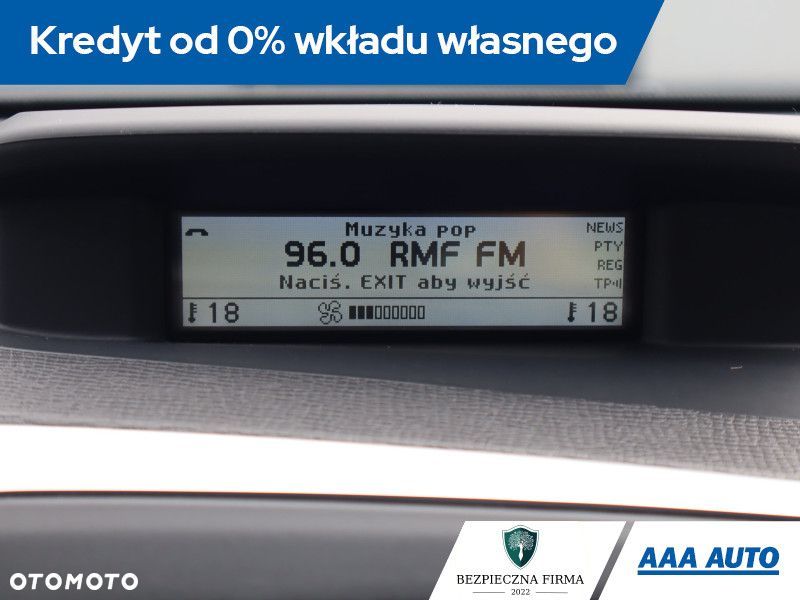 Kredyt od 0% wkładu własnego
Muzyka pop
NEWS
96.0 RMF FM
PTY
REG
Naciś. EXIT aby wyjść
TP
18
18
OTOMOTO
BEZPIECZNA FIRMA
2022
AAA AUTO